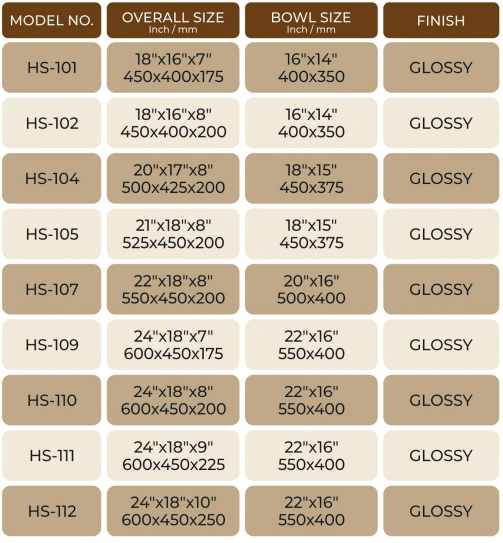 MODEL NO.
OVERALL SIZE
Inch / mm
BOWL SIZE
Inch / mm
FINISH
HS-101
18"x16"x7"
450x400x175
16"x14"
400x350
GLOSSY
HS-102
18"x16"x8"
450x400x200
16"x14"
400x350
GLOSSY
HS-104
20"x17"x8"
500x425x200
18"x15"
450x375
GLOSSY
HS-105
21"x18"x8"
525x450x200
18"x15"
450x375
GLOSSY
HS-107
22"x18"x8"
550x450x200
20"x16"
500x400
GLOSSY
HS-109
24"x18"x7"
600x450x175
22"x16"
550x400
GLOSSY
HS-110
24"x18"x8"
600x450x200
22"x16"
550x400
GLOSSY
HS-111
24"x18"x9"
600x450x225
22"x16"
550x400
GLOSSY
HS-112
24"x18"x10"
600x450x250
22"x16"
550x400
GLOSSY